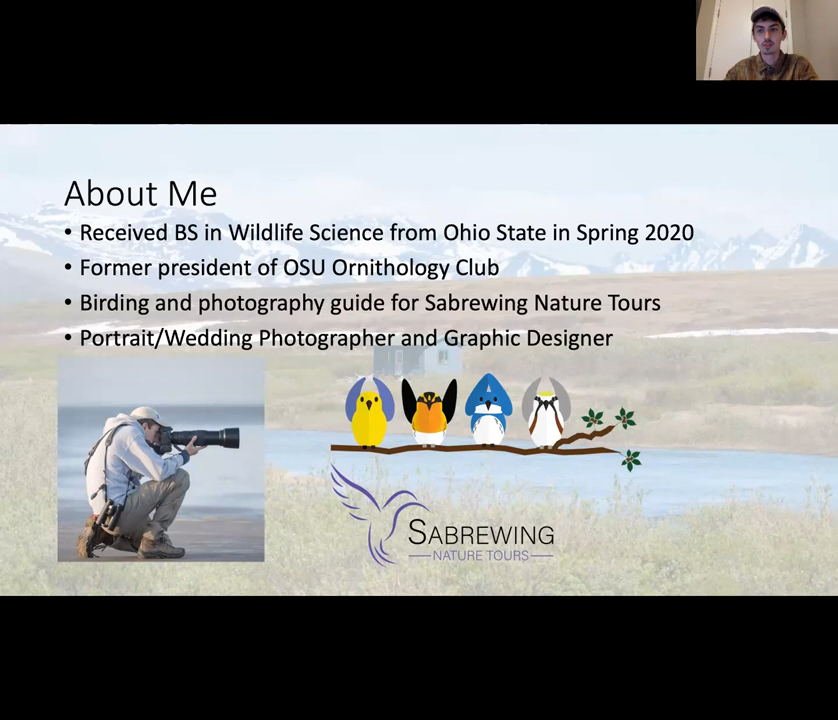 About Me
• Received BS in Wildlife Science from Ohio State in Spring 2020
• Former president of OSU Ornithology Club
• Birding and photography guide for Sabrewing Nature Tours
• Portrait/Wedding Photographer and Graphic Designer
SABREWING
NATURE TOURS